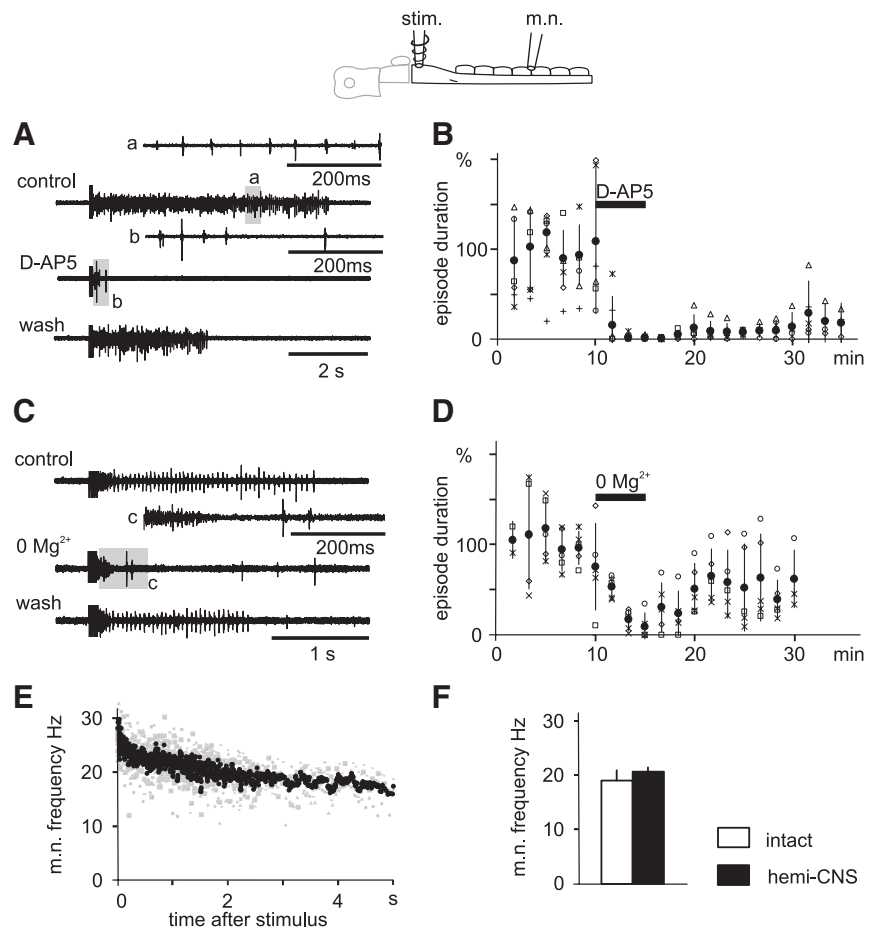 stim. m.n.
A
a
200ms
control a
b
200ms
D-AP5
b
wash
2 s
B
%
episode duration
D-AP5
100
0
0 10 20 30 min
C
control
c
200ms
0 Mg²⁺
c
wash
1 s
D
%
episode duration
0 Mg²⁺
100
0
0 10 20 30 min
E
m.n. frequency Hz
30
20
10
0
0 2 4 s
time after stimulus
F
m.n. frequency Hz
30
20
10
0
intact
hemi-CNS